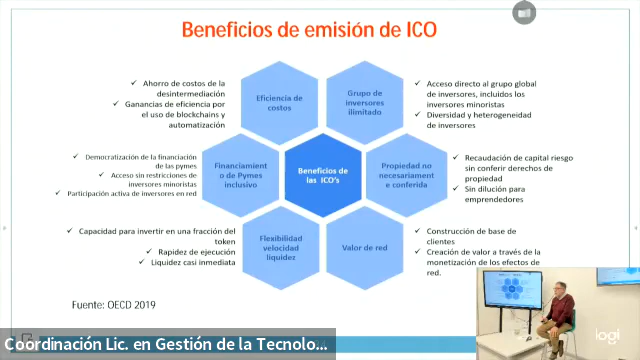 Beneficios de emisión de ICO
✓ Ahorro de costos de la
desintermediación
✓ Ganancias de eficiencia por
el uso de blockchains y
automatización
Eficiencia de
costos
Grupo de
inversores
ilimitado
✓ Acceso directo al grupo global
de inversores, incluidos los
inversores minoristas
✓ Diversidad y heterogeneidad
de inversores
✓ Democratización de la financiación
de las pymes
✓ Acceso sin restricciones de
inversores minoristas
✓ Participación activa de inversores en red
Financiamient
o de Pymes
inclusivo
Beneficios de
las ICO's
Propiedad no
necesariament
e conferida
✓ Recaudación de capital riesgo
sin conferir derechos de
propiedad
✓ Sin dilución para
emprendedores
✓ Capacidad para invertir en una fracción del
token
✓ Rapidez de ejecución
✓ Liquidez casi inmediata
Flexibilidad
velocidad
liquidez
Valor de red
✓ Construcción de base de
clientes
✓ Creación de valor a través de la
monetización de los efectos de
red.
Fuente: OECD 2019
Coordinación Lic. en Gestión de la Tecnolo...
logi